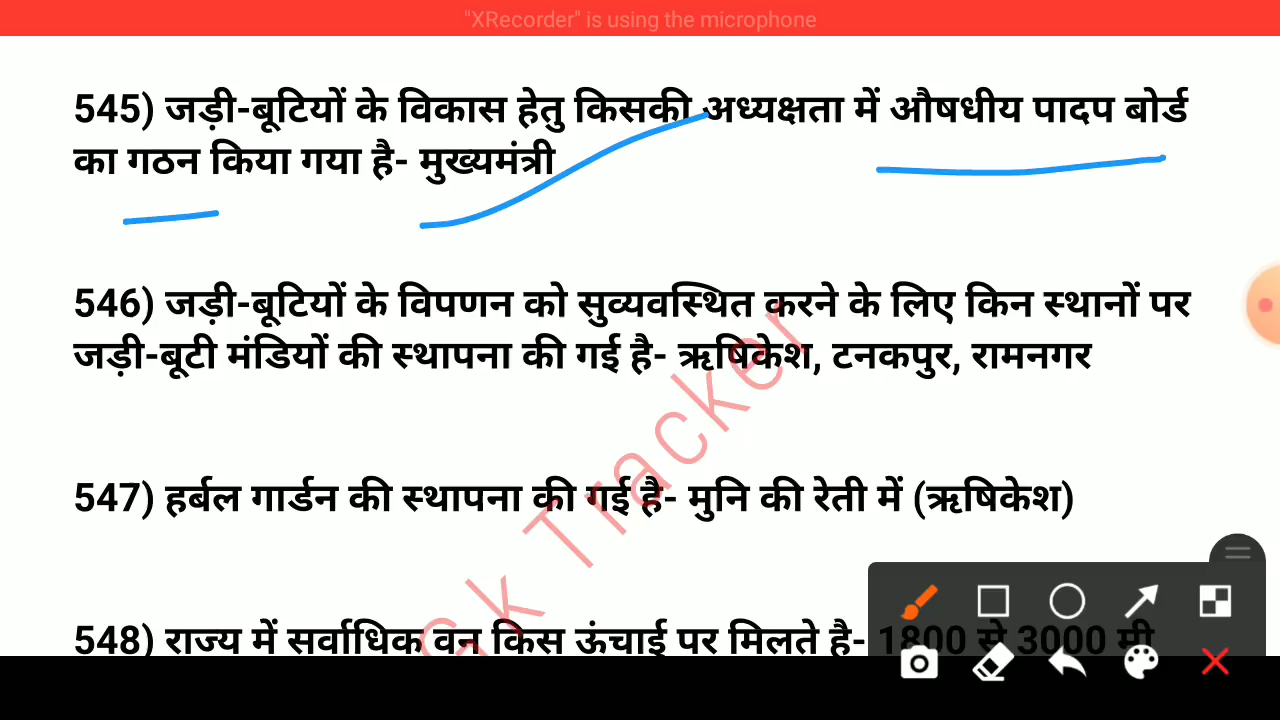 "XRecorder" is using the microphone
545) जड़ी-बूटियों के विकास हेतु किसकी अध्यक्षता में औषधीय पादप बोर्ड
का गठन किया गया है- मुख्यमंत्री
546) जड़ी-बूटियों के विपणन को सुव्यवस्थित करने के लिए किन स्थानों पर
जड़ी-बूटी मंडियों की स्थापना की गई है- ऋषिकेश, टनकपुर, रामनगर
547) हर्बल गार्डन की स्थापना की गई है- मुनि की रेती में (ऋषिकेश)
548) राज्य में सर्वाधिक वन किस ऊंचाई पर मिलते है- 1800 से 3000 मी
Gk Tracker